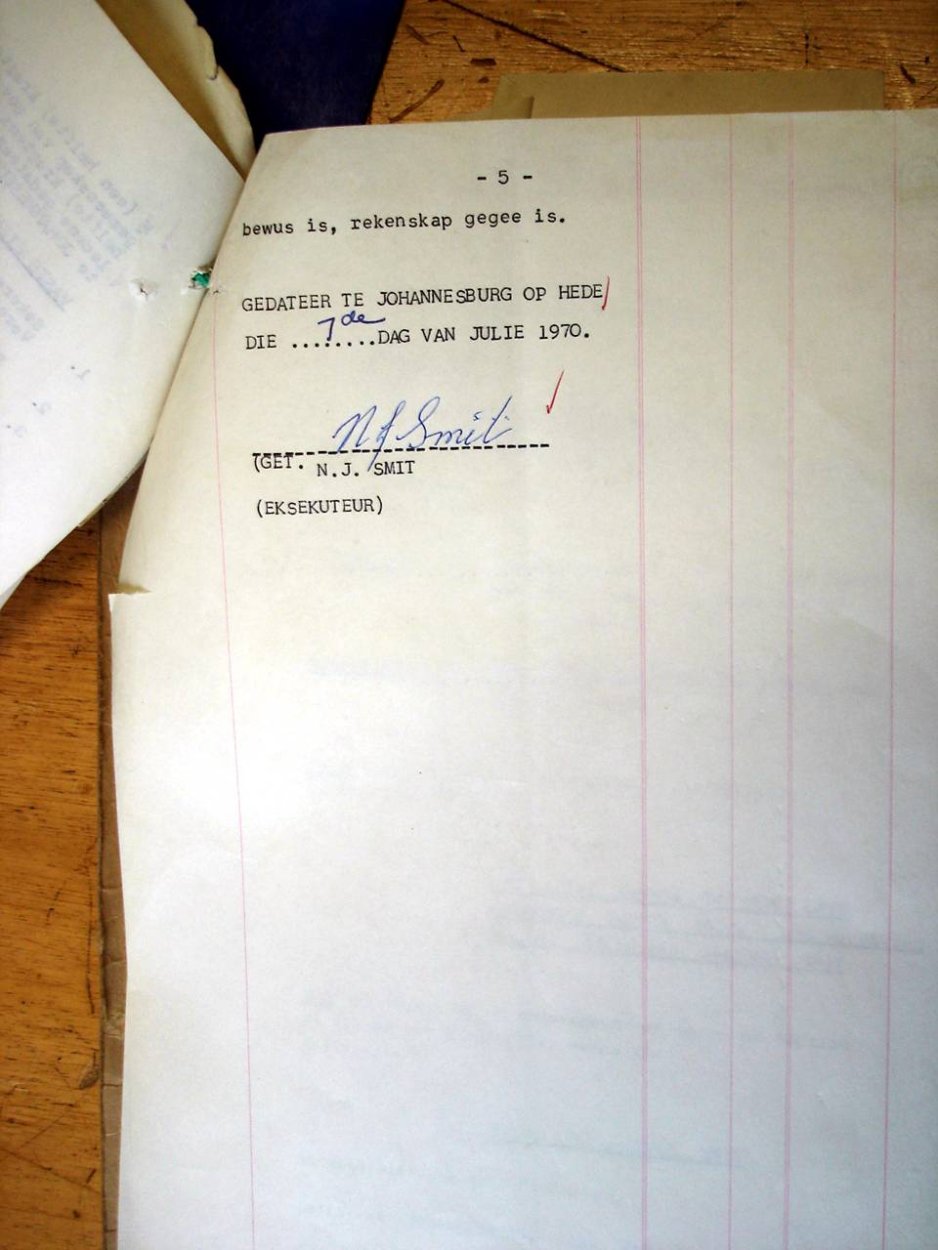 - 5 -
bewus is, rekenskap gegee is.
GEDATEER TE JOHANNESBURG OP HEDE
DIE ...7de...DAG VAN JULIE 1970.
N J Smit
(GET. N.J. SMIT
(EKSEKUTEUR)